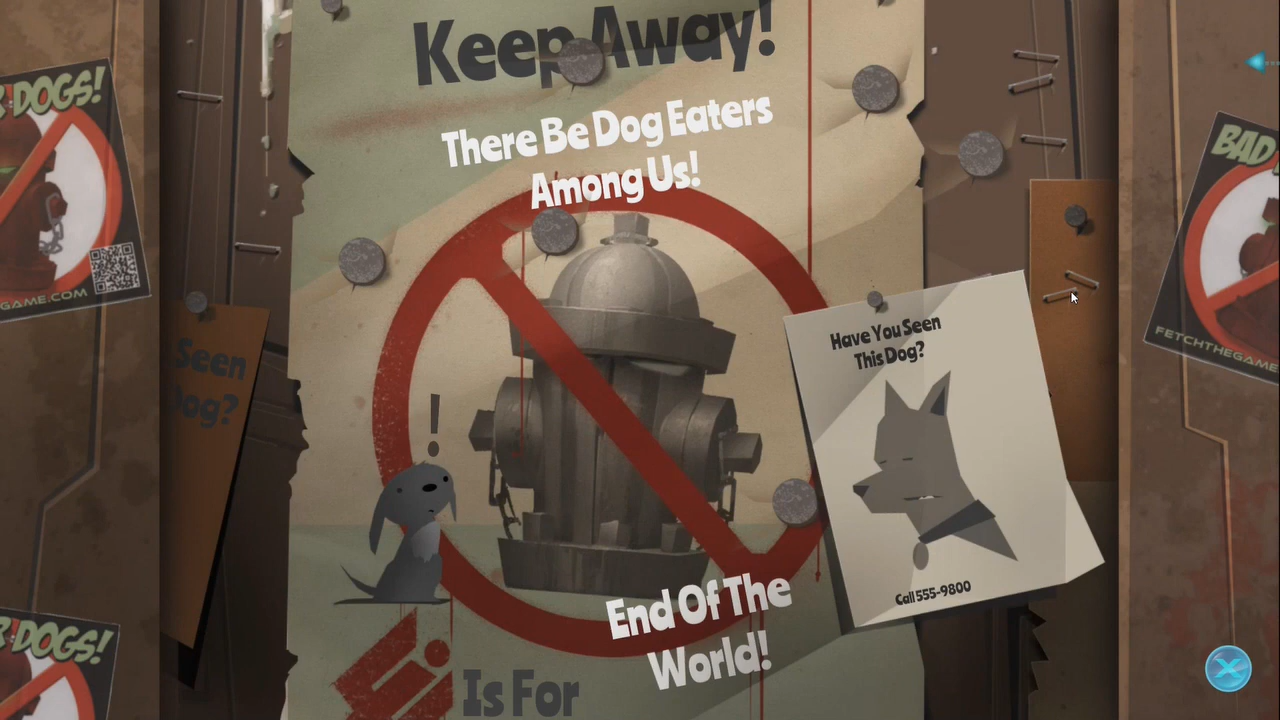 Keep Away!
There Be Dog Eaters
Among Us!
End Of The
World!
Is For
Have You Seen
This Dog?
Call 555-9800
DOGS!
GAME.COM
Seen
Dog?
DOGS!
BAD
FETCHTHEGAME